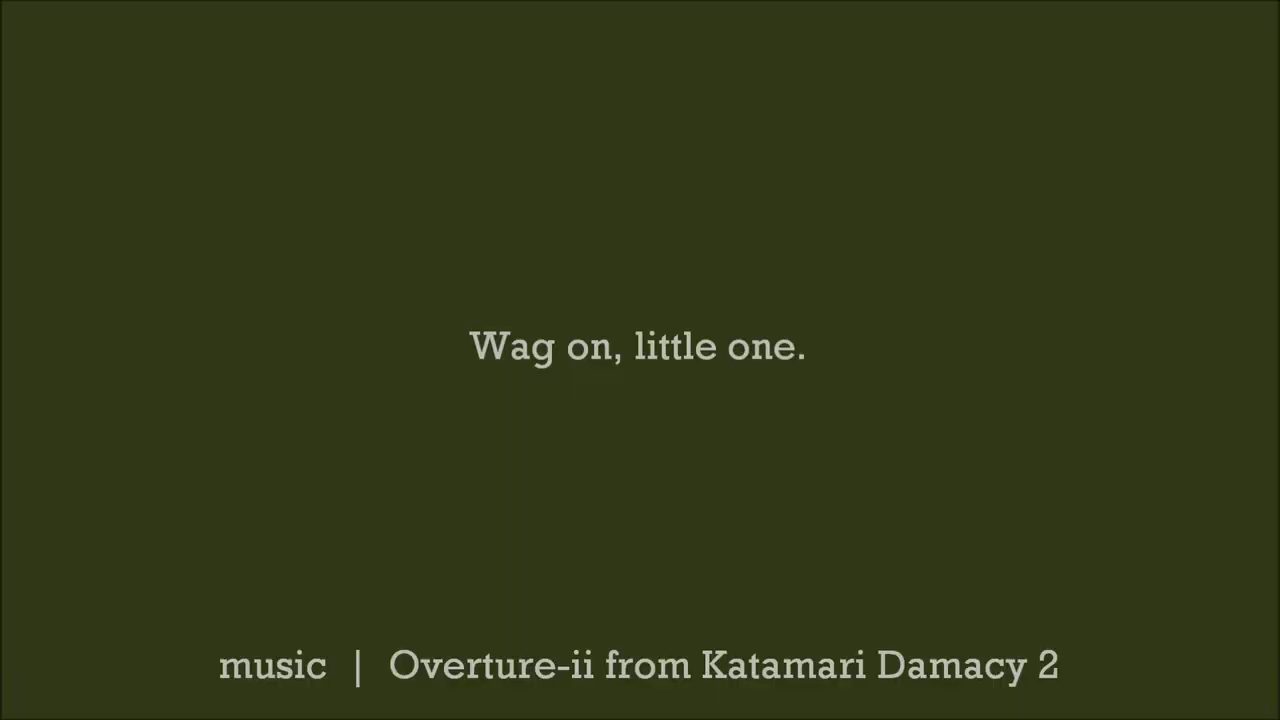 Wag on, little one.
music | Overture-ii from Katamari Damacy 2